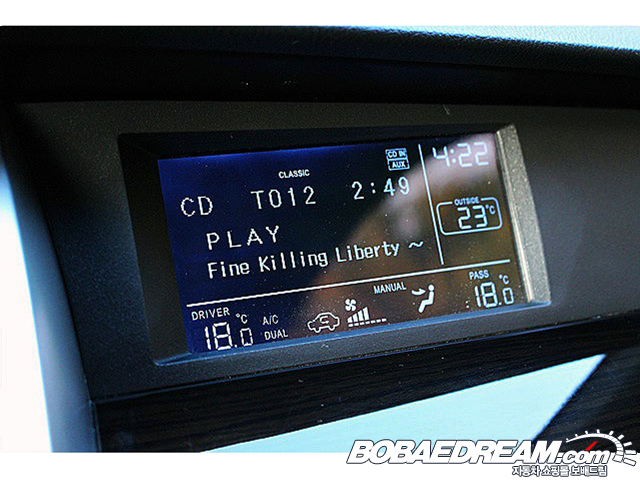 CLASSIC
CD IN
AUX
4:22
CD T012 2:49
OUTSIDE
23°C
PLAY
Fine Killing Liberty ~
DRIVER
18.0 °C
A/C
DUAL
MANUAL
PASS
18.0 °C
BOBAEDREAM.com
자동차 쇼핑몰 보배드림